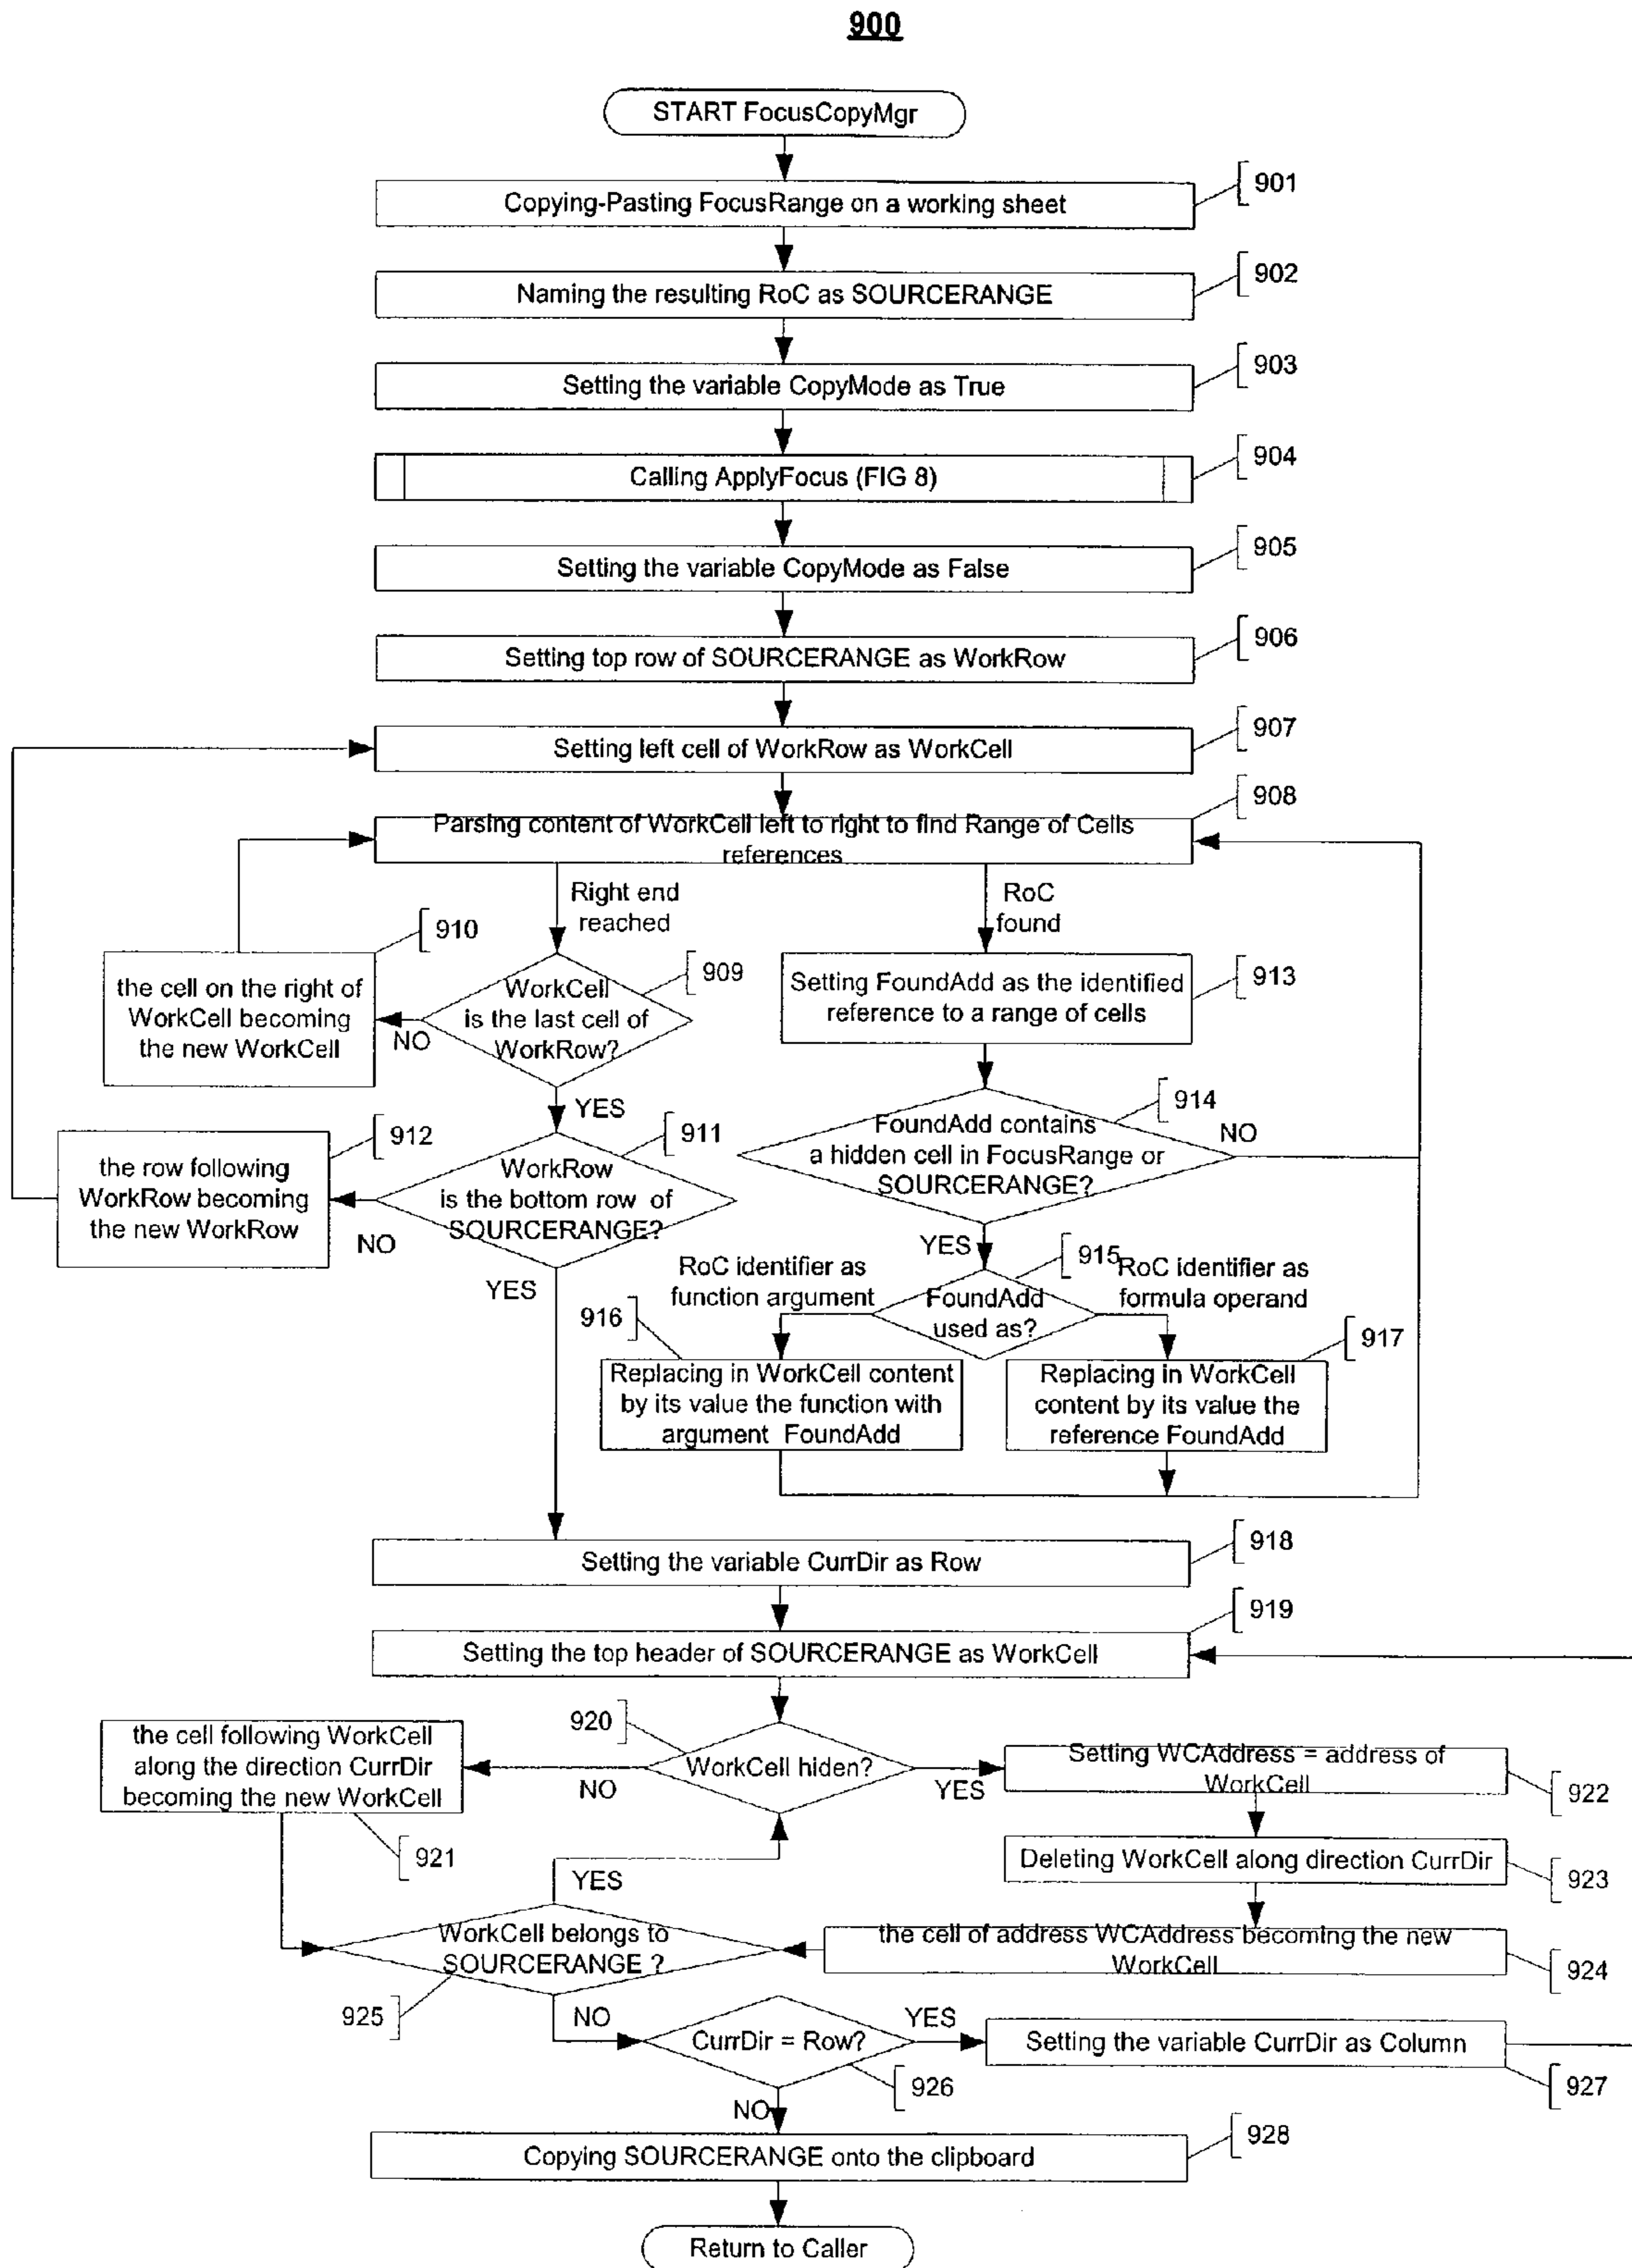 900
START FocusCopyMgr
901
Copying-Pasting FocusRange on a working sheet
902
Naming the resulting RoC as SOURCERANGE
903
Setting the variable CopyMode as True
904
Calling ApplyFocus (FIG 8)
905
Setting the variable CopyMode as False
906
Setting top row of SOURCERANGE as WorkRow
907
Setting left cell of WorkRow as WorkCell
908
Parsing content of WorkCell left to right to find Range of Cells
references
Right end
reached
RoC
found
910
the cell on the right of
WorkCell becoming
the new WorkCell
909
WorkCell
is the last cell of
WorkRow?
NO
YES
913
Setting FoundAdd as the identified
reference to a range of cells
914
FoundAdd contains
a hidden cell in FocusRange or
SOURCERANGE?
NO
YES
912
the row following
WorkRow becoming
the new WorkRow
911
WorkRow
is the bottom row of
SOURCERANGE?
NO
YES
915
FoundAdd
used as?
RoC identifier as
function argument
RoC identifier as
formula operand
916
Replacing in WorkCell content
by its value the function with
argument FoundAdd
917
Replacing in WorkCell
content by its value the
reference FoundAdd
918
Setting the variable CurrDir as Row
919
Setting the top header of SOURCERANGE as WorkCell
920
WorkCell hiden?
NO
YES
the cell following WorkCell
along the direction CurrDir
becoming the new WorkCell
921
Setting WCAddress = address of
WorkCell
922
Deleting WorkCell along direction CurrDir
923
the cell of address WCAddress becoming the new
WorkCell
924
YES
WorkCell belongs to
SOURCERANGE ?
925
NO
CurrDir = Row?
926
YES
Setting the variable CurrDir as Column
927
NO
928
Copying SOURCERANGE onto the clipboard
Return to Caller